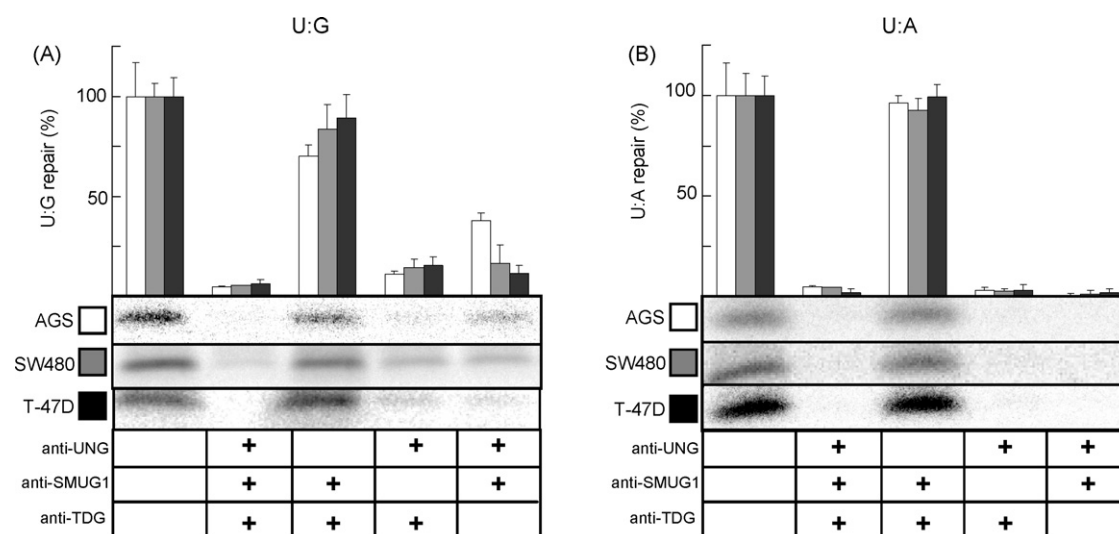 U:G
U:A
(A)
(B)
U:G repair (%)
100
50
U:A repair (%)
100
50
AGS
SW480
T-47D
AGS
SW480
T-47D
anti-UNG + + +
anti-SMUG1 + + +
anti-TDG + + +
anti-UNG + + +
anti-SMUG1 + + +
anti-TDG + + +